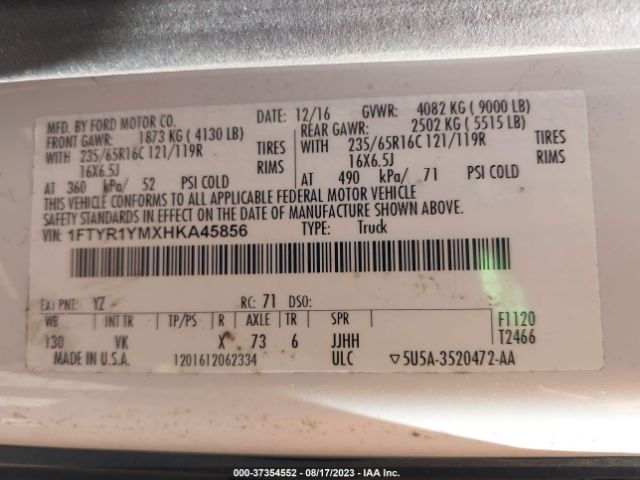 MFD. BY FORD MOTOR CO. DATE: 12/16 GVWR: 4082 KG ( 9000 LB)
FRONT GAWR: 1873 KG ( 4130 LB) REAR GAWR: 2502 KG ( 5515 LB)
WITH 235/65R16C 121/119R TIRES WITH 235/65R16C 121/119R TIRES
16X6.5J RIMS 16X6.5J RIMS
AT 360 kPa/ 52 PSI COLD AT 490 kPa/ 71 PSI COLD
THIS VEHICLE CONFORMS TO ALL APPLICABLE FEDERAL MOTOR VEHICLE
SAFETY STANDARDS IN EFFECT ON THE DATE OF MANUFACTURE SHOWN ABOVE.
VIN: 1FTYR1YMXHKA45856 TYPE: Truck
EXT PNT: YZ RC: 71 DSO:
WB INT TR TP/PS R AXLE TR SPR F1120
130 VK X 73 6 JJHH T2466
MADE IN U.S.A. 1201612062334 ULC ▽5U5A-3520472-AA
000-37354552 - 08/17/2023 - IAA Inc.